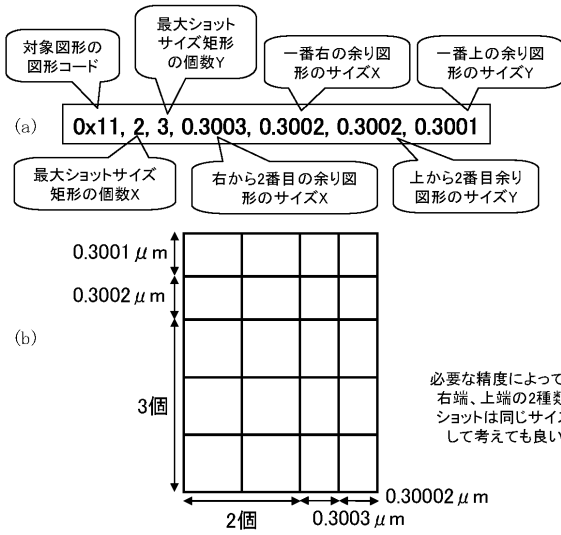 対象図形の
図形コード
最大ショット
サイズ矩形
の個数Y
一番右の余り図
形のサイズX
一番上の余り図
形のサイズY
(a)
0x11, 2, 3, 0.3003, 0.3002, 0.3002, 0.3001
最大ショットサイズ
矩形の個数X
右から2番目の余り図
形のサイズX
上から2番目余り
図形のサイズY
0.3001μm
0.3002μm
(b)
3個
必要な精度によって
右端、上端の2種類
ショットは同じサイズ
して考えても良い
0.30002μm
2個
0.3003μm